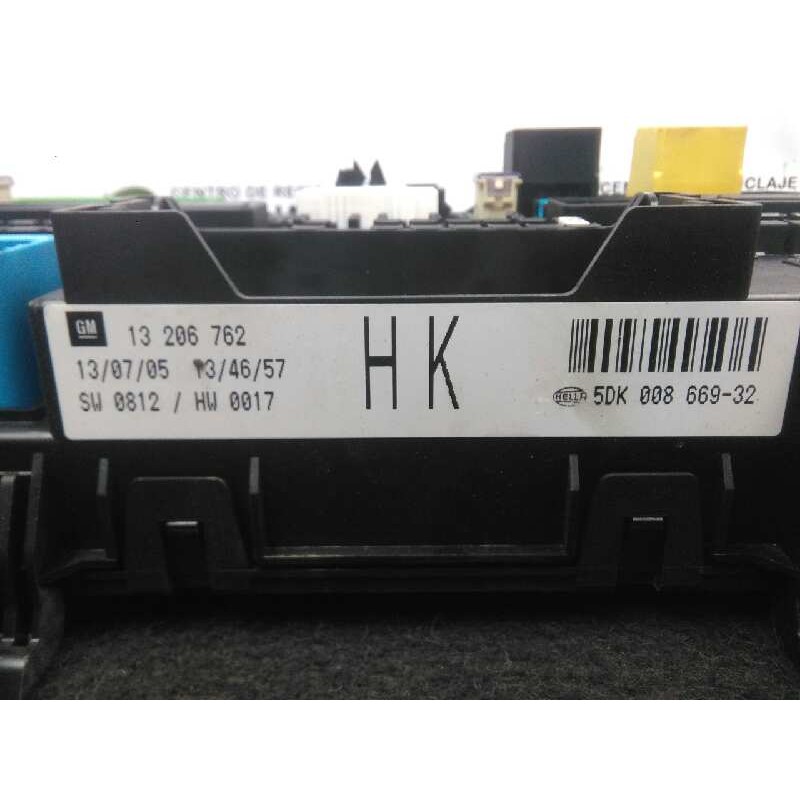 CENTRO DE RE
CEN
CLAJE
GM
13 206 762
13/07/05 3/46/57
SW 0812 / HW 0017
HK
HELLA
5DK 008 669-32